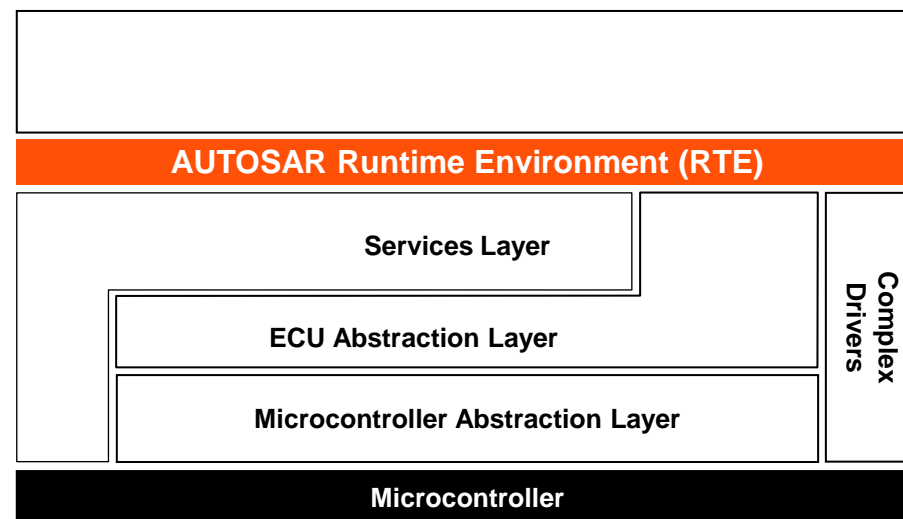 AUTOSAR Runtime Environment (RTE)
Services Layer
ECU Abstraction Layer
Complex
Drivers
Microcontroller Abstraction Layer
Microcontroller